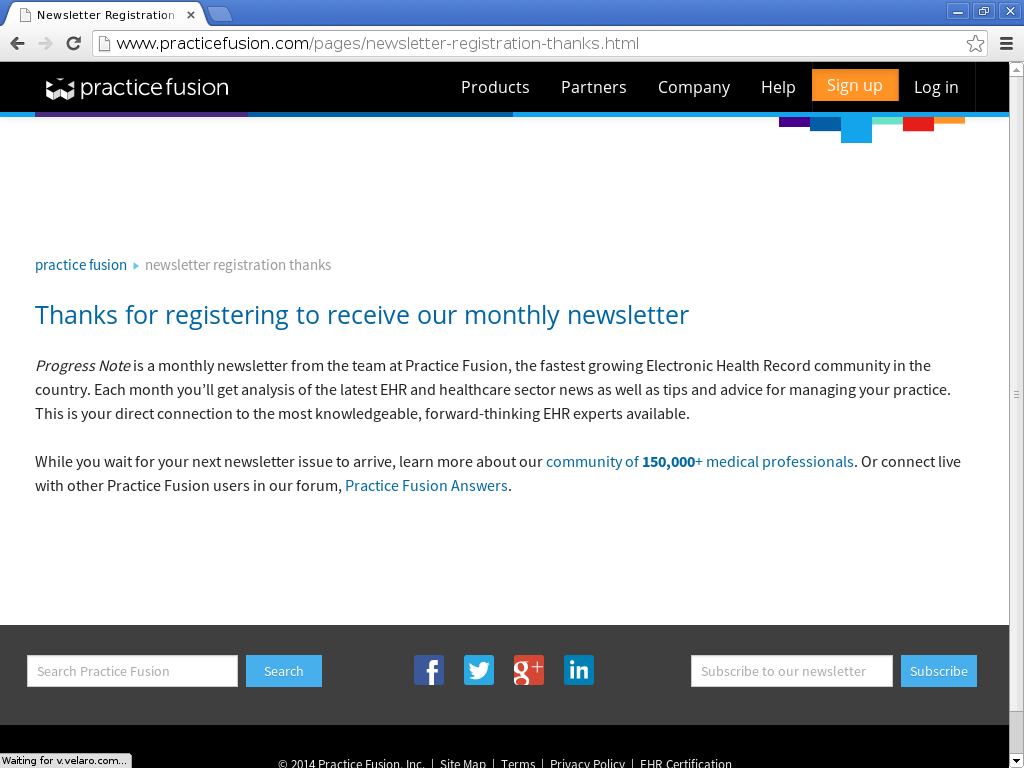 Newsletter Registration
www.practicefusion.com/pages/newsletter-registration-thanks.html
practice fusion
Products Partners Company Help Sign up Log in
practice fusion newsletter registration thanks
Thanks for registering to receive our monthly newsletter
Progress Note is a monthly newsletter from the team at Practice Fusion, the fastest growing Electronic Health Record community in the
country. Each month you'll get analysis of the latest EHR and healthcare sector news as well as tips and advice for managing your practice.
This is your direct connection to the most knowledgeable, forward-thinking EHR experts available.
While you wait for your next newsletter issue to arrive, learn more about our community of 150,000+ medical professionals. Or connect live
with other Practice Fusion users in our forum, Practice Fusion Answers.
Search Practice Fusion Search f g+ in Subscribe to our newsletter Subscribe
Waiting for v.velaro.com...
© 2014 Practice Fusion, Inc. | Site Map | Terms | Privacy Policy | EHR Certification